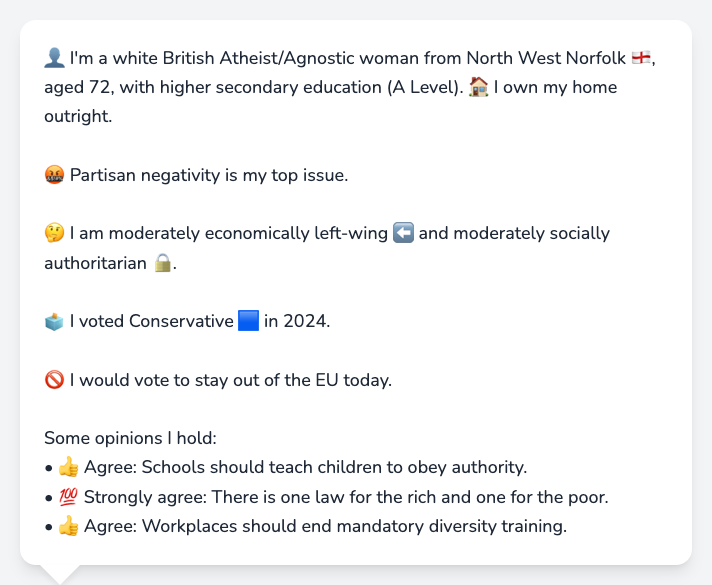 👤 I'm a white British Atheist/Agnostic woman from North West Norfolk 🏴󠁧󠁢󠁥󠁮󠁧󠁿,
aged 72, with higher secondary education (A Level). 🏠 I own my home
outright.
🤬 Partisan negativity is my top issue.
🤔 I am moderately economically left-wing ⬅️ and moderately socially
authoritarian 🔒.
🗳️ I voted Conservative 🟦 in 2024.
🚫 I would vote to stay out of the EU today.
Some opinions I hold:
• 👍 Agree: Schools should teach children to obey authority.
• 💯 Strongly agree: There is one law for the rich and one for the poor.
• 👍 Agree: Workplaces should end mandatory diversity training.